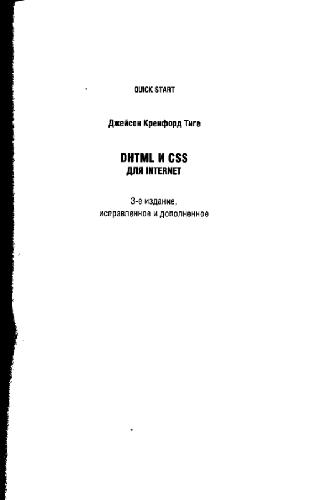 QUICK START
Джейсон Кренфорд Тиге
DHTML И CSS
ДЛЯ INTERNET
3-е издание,
исправленное и дополненное